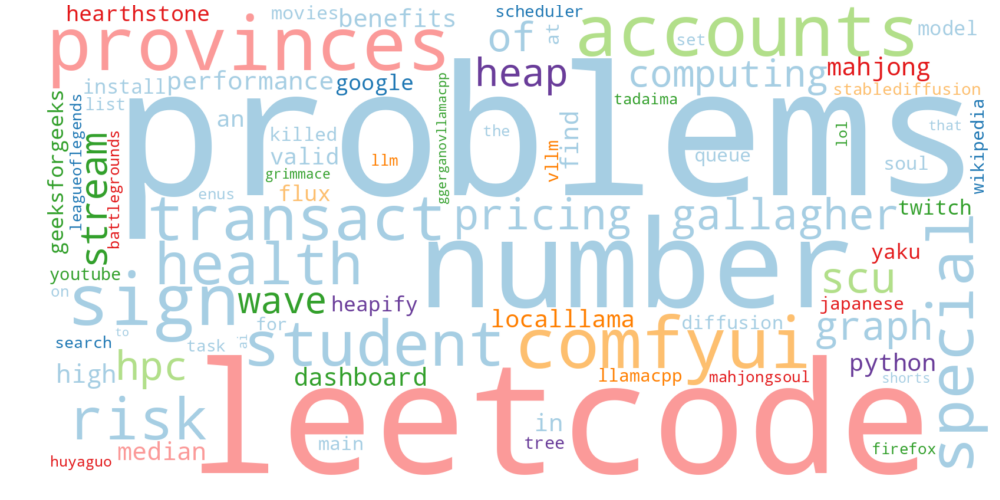 hearthstone
movies
benefits
scheduler
provinces
of
at
accounts
set
model
install
performance
google
heap
computing
mahjong
stablediffusion
list
geeksforgeeks
leagueoflegends
battlegrounds
stream
problems
an
killed
valid
llm
grimmace
ggerganovllamacpp
the
vllm
find
tadaima
queue
lol
soul
that
wikipedia
enus
flux
transact
pricing
gallagher
twitch
youtube
health
number
yaku
special
on
sign
wave
heapify
scu
japanese
to
search
task
ai
for
student
localllama
comfyui
diffusion
graph
high
hpc
dashboard
llamacpp
mahjongsoul
python
shorts
risk
leetcode
median
main
in
tree
huyaguo
firefox